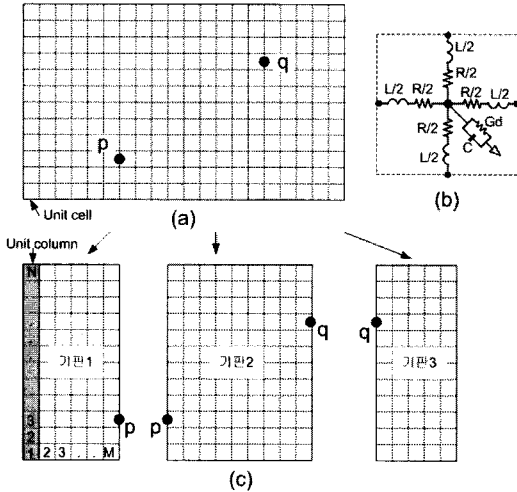 q
p
Unit cell
(a)
L/2
R/2
L/2
R/2
R/2
L/2
R/2
L/2
Gd
C
(b)
Unit column
N
기판1
3
2
1
2 3 . . M
p
기판2
q
p
기판3
q
(c)